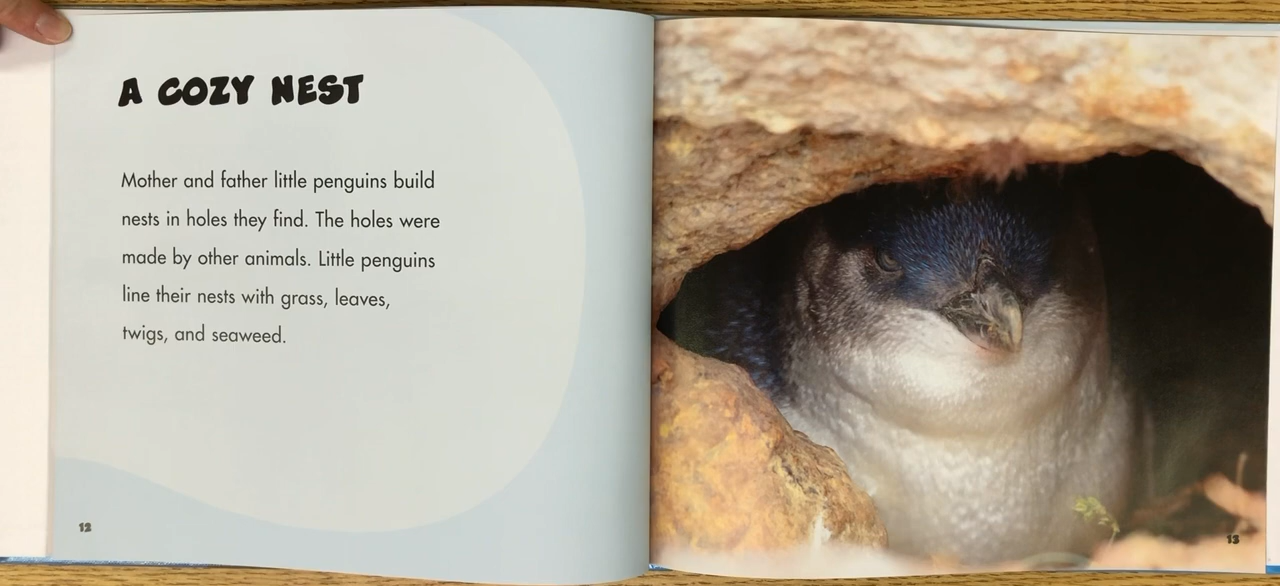 A COZY NEST
Mother and father little penguins build
nests in holes they find. The holes were
made by other animals. Little penguins
line their nests with grass, leaves,
twigs, and seaweed.
12
13